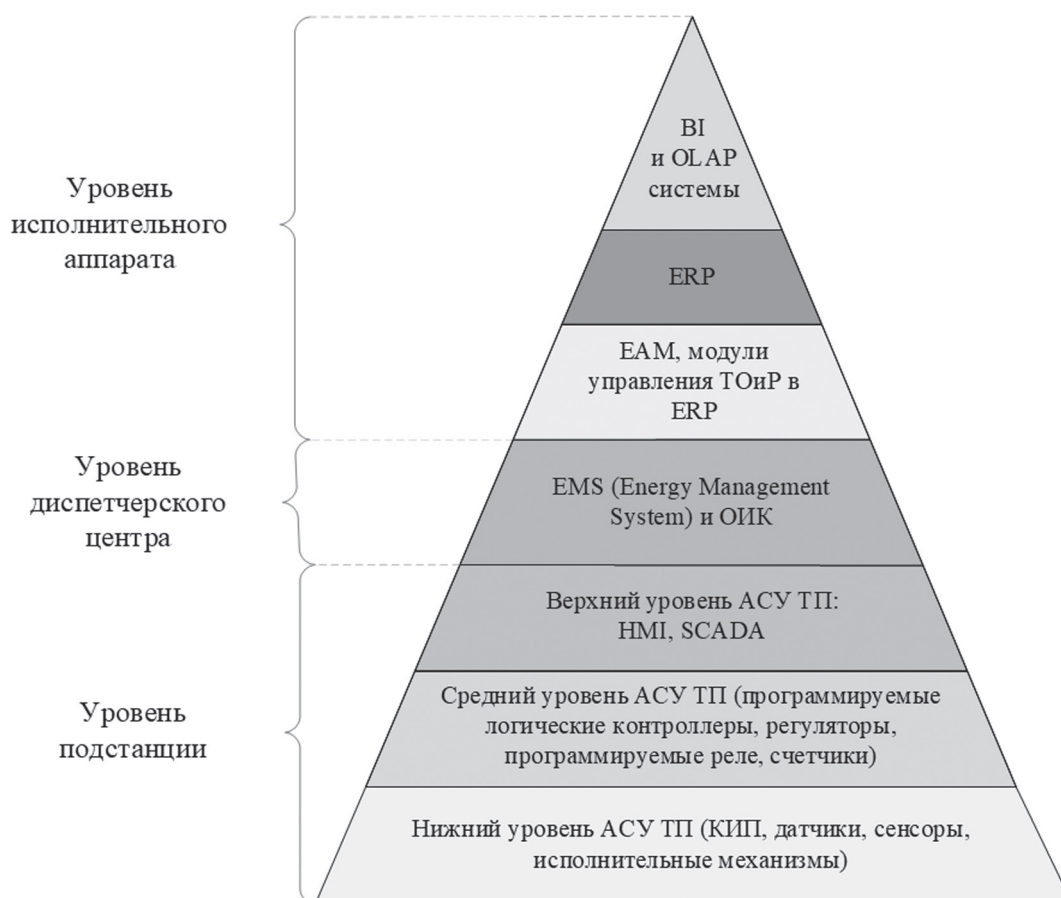 BI
и OLAP
системы
Уровень
исполнительного
аппарата
ERP
EAM, модули
управления ТОиР в
ERP
Уровень
диспетчерского
центра
EMS (Energy Management
System) и ОИК
Верхний уровень АСУ ТП:
HMI, SCADA
Уровень
подстанции
Средний уровень АСУ ТП (программируемые
логические контроллеры, регуляторы,
программируемые реле, счетчики)
Нижний уровень АСУ ТП (КИП, датчики, сенсоры,
исполнительные механизмы)